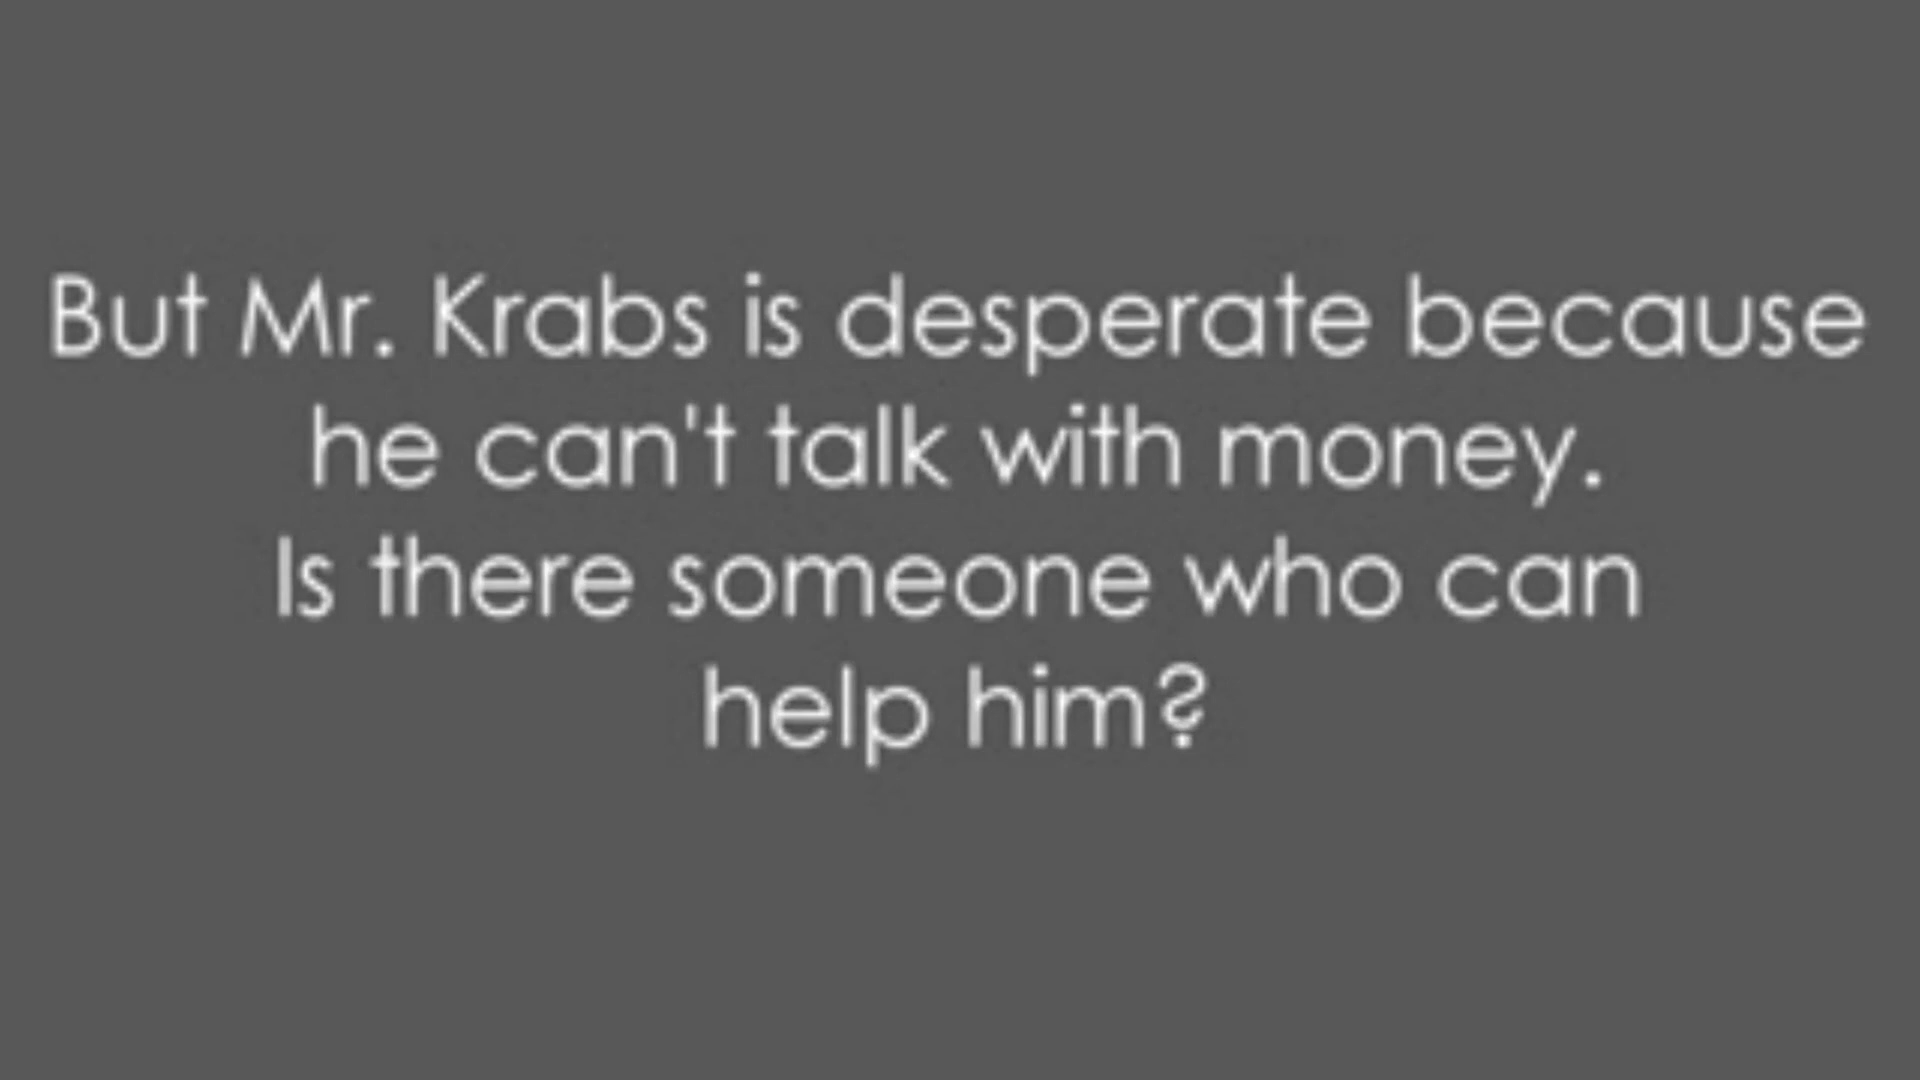 But Mr. Krabs is desperate because
he can't talk with money.
Is there someone who can
help him?